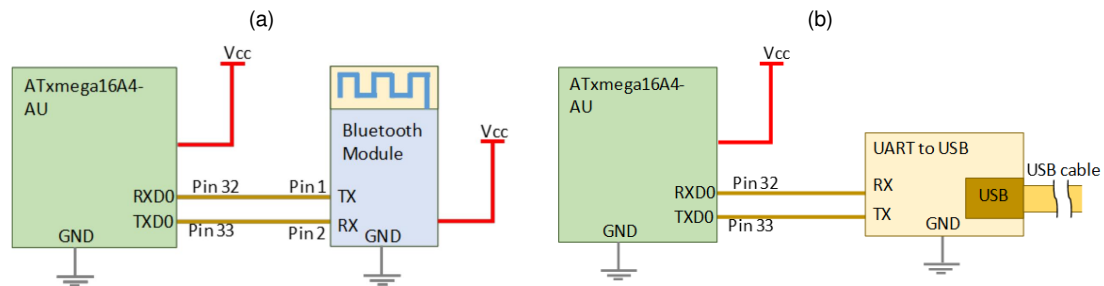 (a)
Vcc
ATxmega16A4-
AU
Bluetooth
Module
Vcc
RXD0
Pin 32
Pin 1
TX
TXD0
Pin 33
Pin 2
RX
GND
GND
(b)
Vcc
ATxmega16A4-
AU
UART to USB
USB cable
RXD0
Pin 32
RX
USB
TXD0
Pin 33
TX
GND
GND